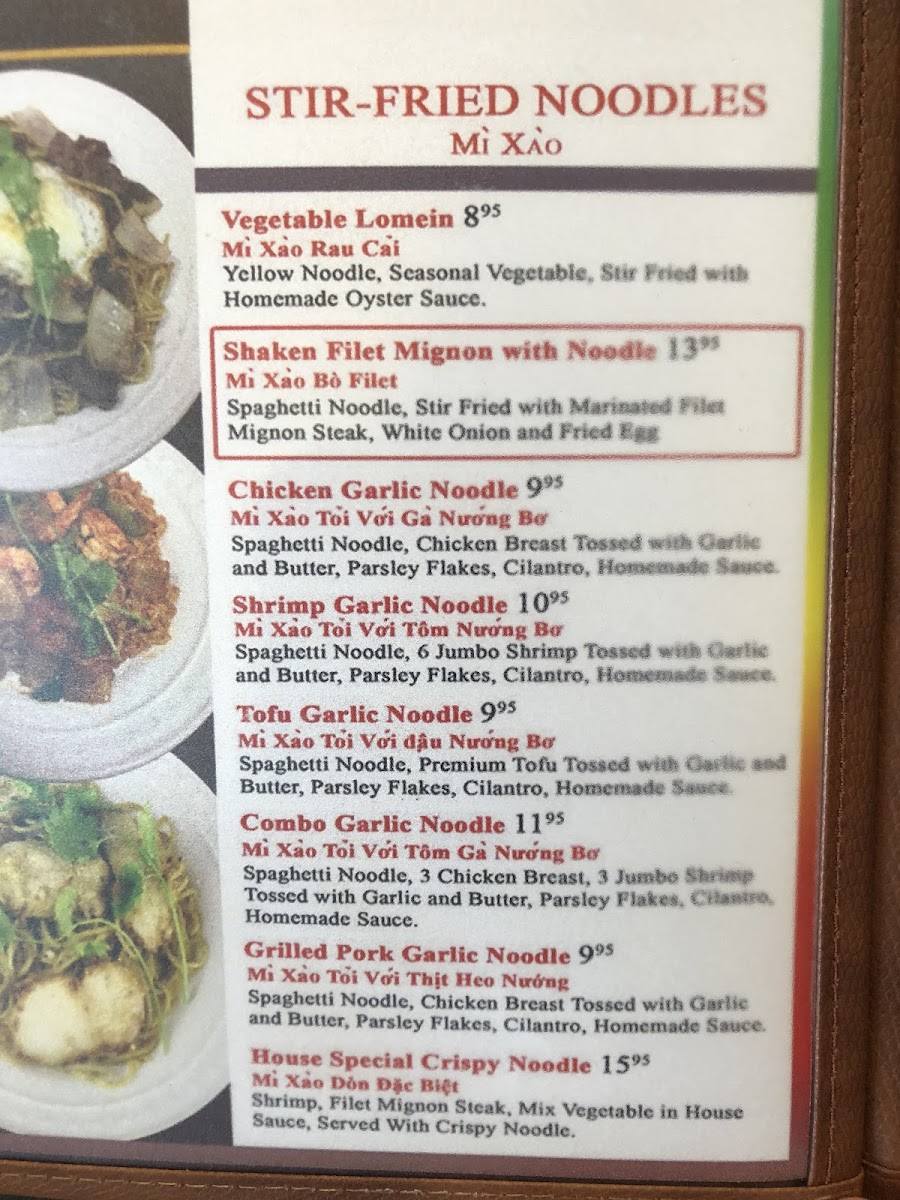 STIR-FRIED NOODLES
Mì Xào
Vegetable Lomein 8⁹⁵
Mì Xào Rau Cải
Yellow Noodle, Seasonal Vegetable, Stir Fried with
Homemade Oyster Sauce.
Shaken Filet Mignon with Noodle 13⁹⁵
Mì Xào Bò Filet
Spaghetti Noodle, Stir Fried with Marinated Filet
Mignon Steak, White Onion and Fried Egg
Chicken Garlic Noodle 9⁹⁵
Mì Xào Tỏi Với Gà Nướng Bơ
Spaghetti Noodle, Chicken Breast Tossed with Garlic
and Butter, Parsley Flakes, Cilantro, Homemade Sauce.
Shrimp Garlic Noodle 10⁹⁵
Mì Xào Tỏi Với Tôm Nướng Bơ
Spaghetti Noodle, 6 Jumbo Shrimp Tossed with Garlic
and Butter, Parsley Flakes, Cilantro, Homemade Sauce.
Tofu Garlic Noodle 9⁹⁵
Mì Xào Tỏi Với đậu Nướng Bơ
Spaghetti Noodle, Premium Tofu Tossed with Garlic and
Butter, Parsley Flakes, Cilantro, Homemade Sauce.
Combo Garlic Noodle 11⁹⁵
Mì Xào Tỏi Với Tôm Gà Nướng Bơ
Spaghetti Noodle, 3 Chicken Breast, 3 Jumbo Shrimp
Tossed with Garlic and Butter, Parsley Flakes, Cilantro,
Homemade Sauce.
Grilled Pork Garlic Noodle 9⁹⁵
Mì Xào Tỏi Với Thịt Heo Nướng
Spaghetti Noodle, Chicken Breast Tossed with Garlic
and Butter, Parsley Flakes, Cilantro, Homemade Sauce.
House Special Crispy Noodle 15⁹⁵
Mì Xào Dòn Đặc Biệt
Shrimp, Filet Mignon Steak, Mix Vegetable in House
Sauce, Served With Crispy Noodle.